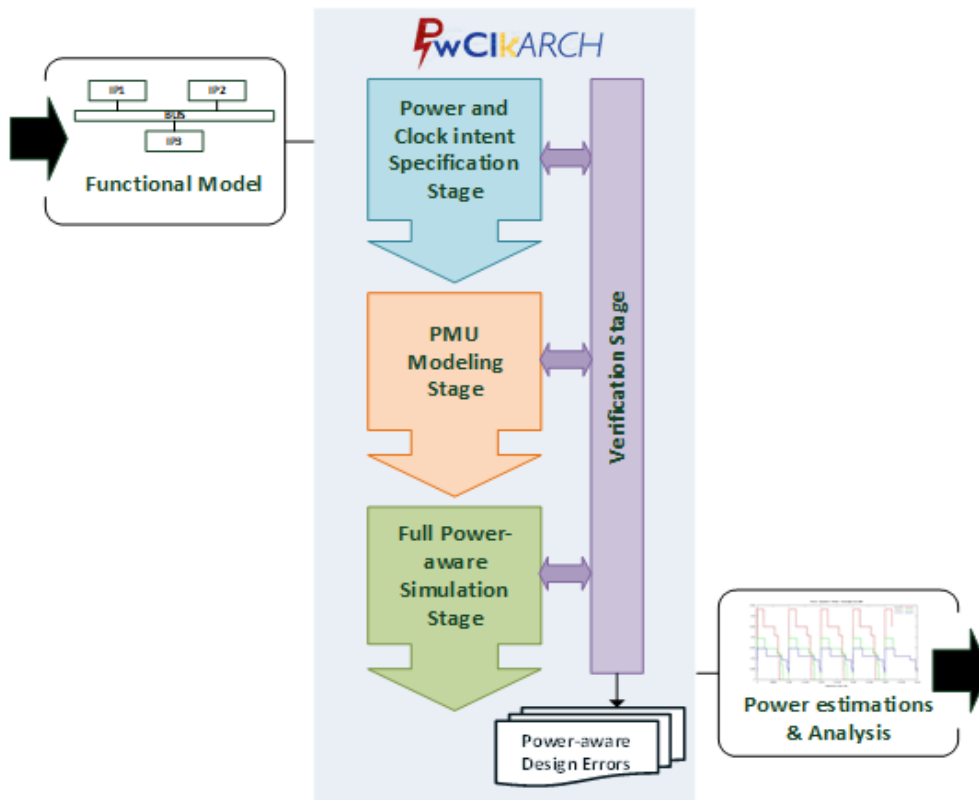 PwClkARCH
IP1
IP2
BUS
IP3
Functional Model
Power and
Clock intent
Specification
Stage
PMU
Modeling
Stage
Full Power-
aware
Simulation
Stage
Verification Stage
Power-aware
Design Errors
Power estimations
& Analysis